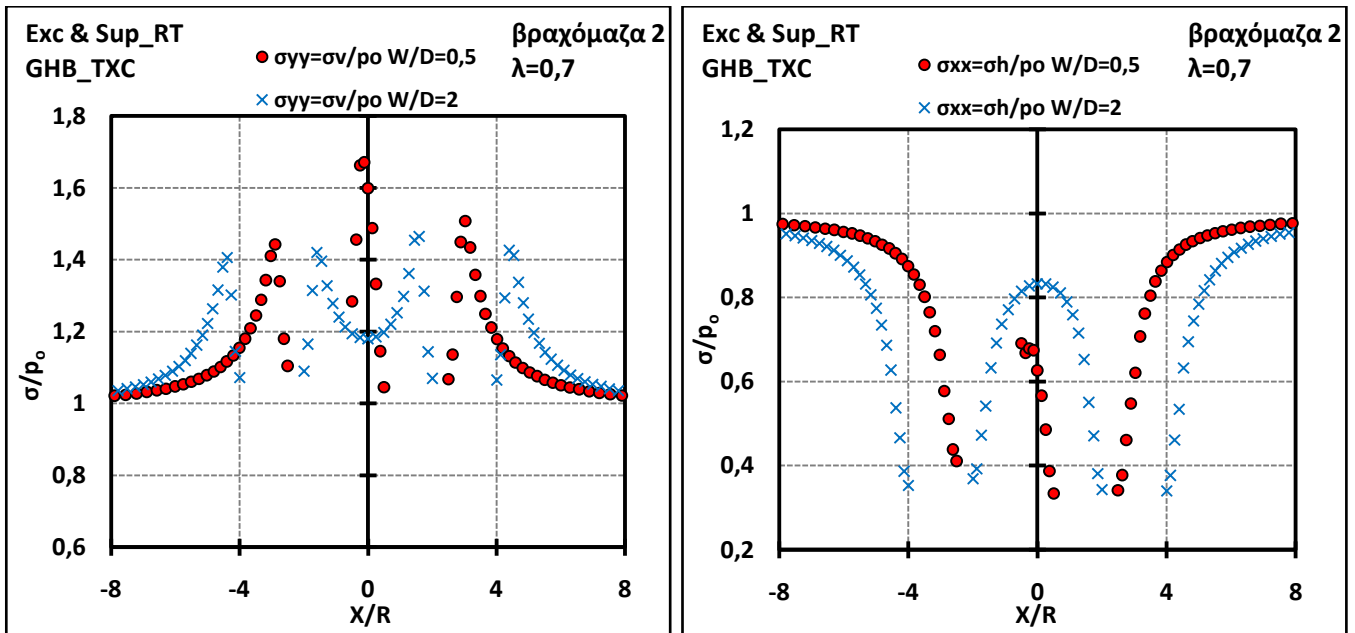 Exc & Sup_RT
GHB_TXC
βραχόμαζα 2
λ=0,7
σyy=σv/po W/D=0,5
σyy=σv/po W/D=2
1,8
1,6
1,4
1,2
1
0,8
0,6
σ/po
-8 -4 0 4 8
X/R
Exc & Sup_RT
GHB_TXC
βραχόμαζα 2
λ=0,7
σxx=σh/po W/D=0,5
σxx=σh/po W/D=2
1,2
1
0,8
0,6
0,4
0,2
σ/po
-8 -4 0 4 8
X/R